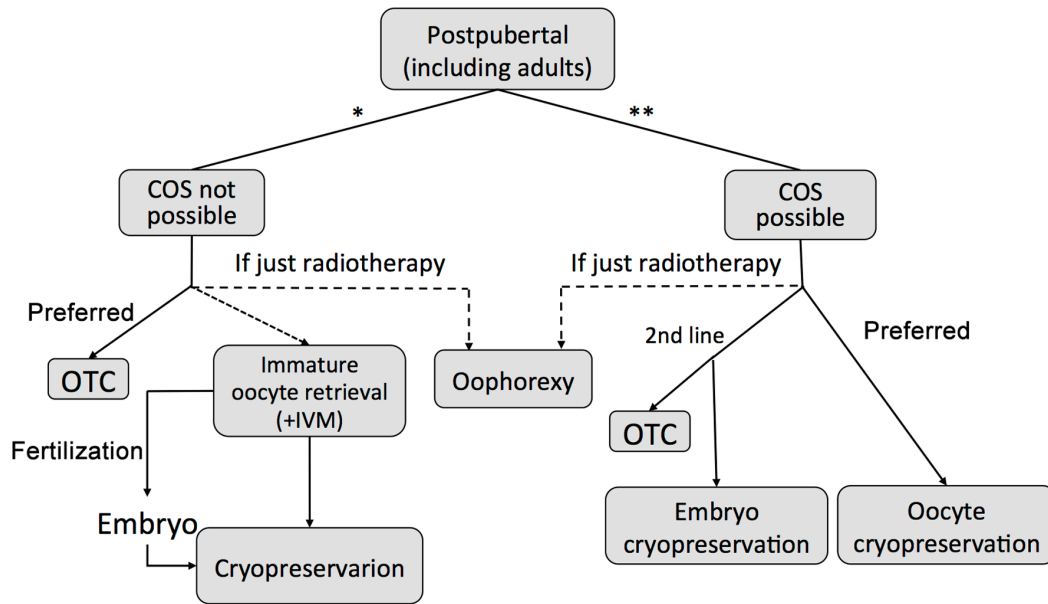 Postpubertal
(including adults)
*
**
COS not
possible
COS
possible
If just radiotherapy
If just radiotherapy
Preferred
2nd line
Preferred
OTC
Immature
oocyte retrieval
(+IVM)
Oophorexy
OTC
Fertilization
Embryo
Cryopreservarion
Embryo
cryopreservation
Oocyte
cryopreservation